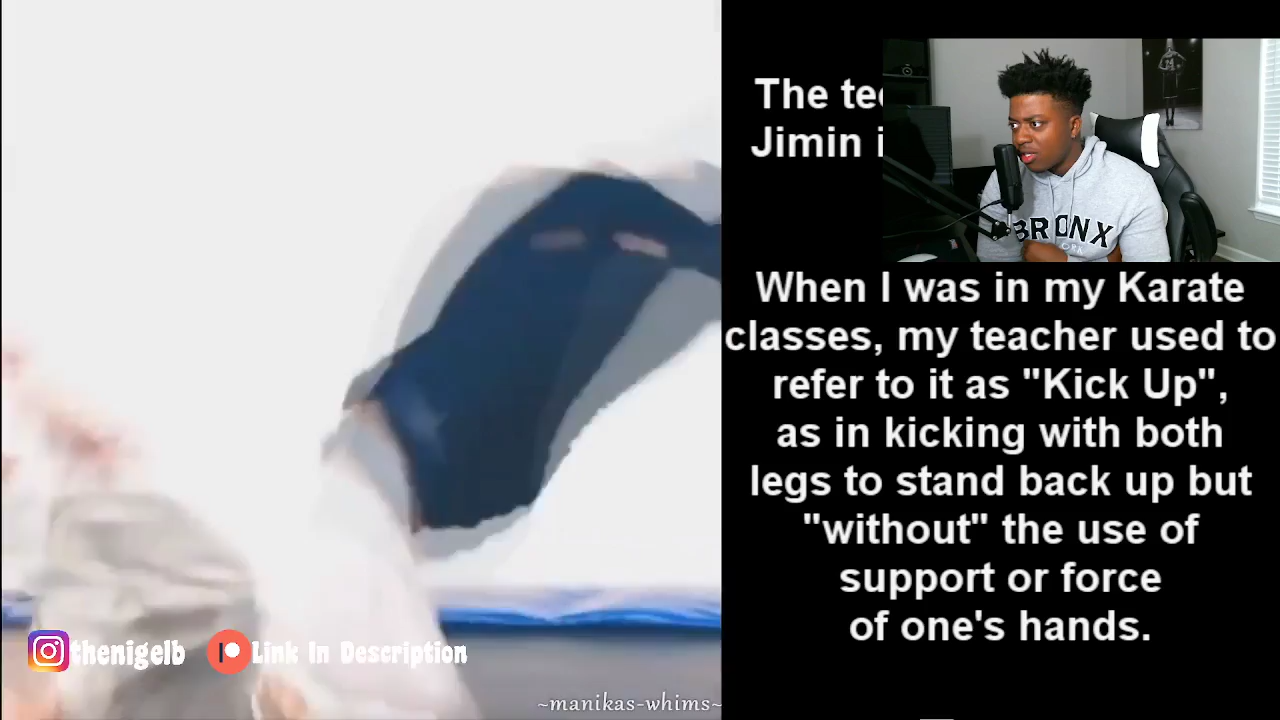 The te
Jimin i
BRONX
When I was in my Karate
classes, my teacher used to
refer to it as "Kick Up",
as in kicking with both
legs to stand back up but
"without" the use of
support or force
of one's hands.
thenigelb
Link In Description
~manikas-whims~